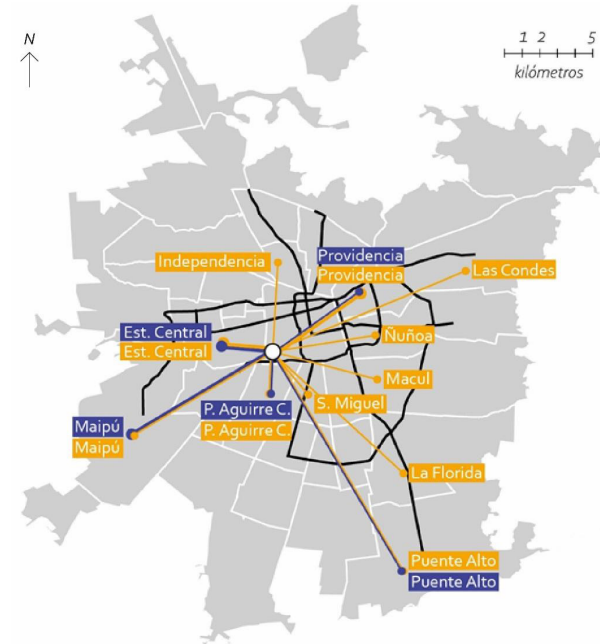 N
1 2 5
kilómetros
Providencia
Independencia
Providencia
Las Condes
Est. Central
Est. Central
Ñuñoa
Macul
P. Aguirre C.
S. Miguel
Maipú
P. Aguirre C.
Maipú
La Florida
Puente Alto
Puente Alto